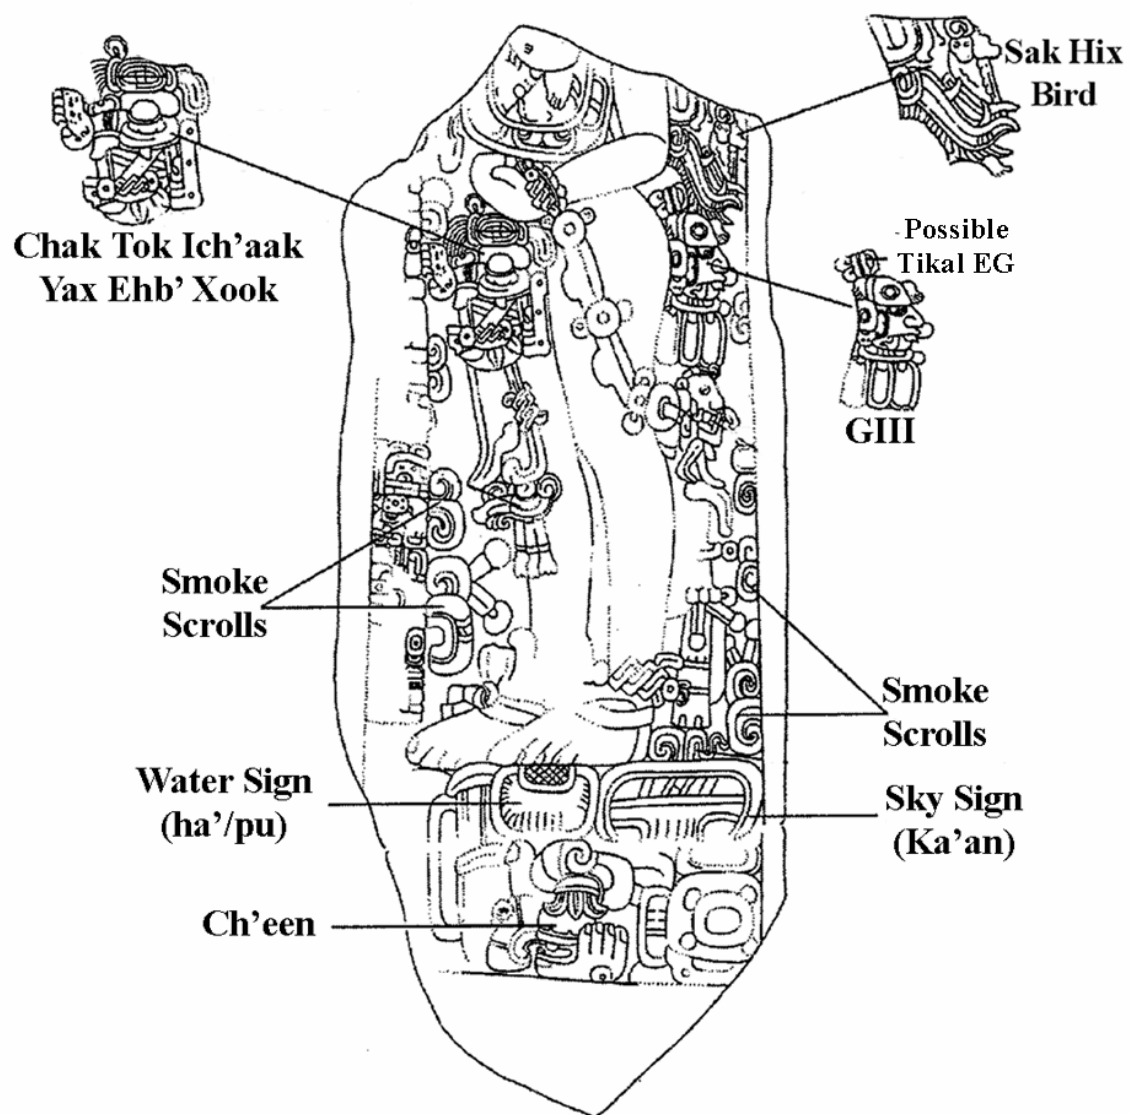 Sak Hix
Bird
Chak Tok Ich’aak
Yax Ehb’ Xook
-Possible
Tikal EG
GIII
Smoke
Scrolls
Smoke
Scrolls
Water Sign
(ha’/pu)
Sky Sign
(Ka’an)
Ch’een